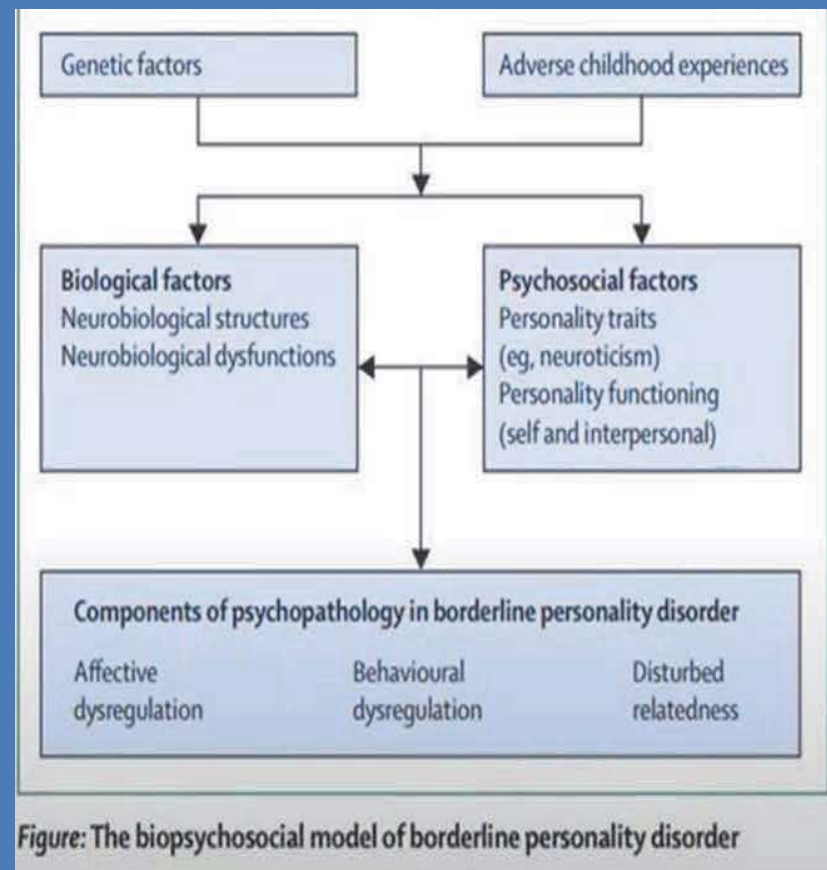 Genetic factors
Adverse childhood experiences
Biological factors
Neurobiological structures
Neurobiological dysfunctions
Psychosocial factors
Personality traits
(eg, neuroticism)
Personality functioning
(self and interpersonal)
Components of psychopathology in borderline personality disorder
Affective
dysregulation
Behavioural
dysregulation
Disturbed
relatedness
Figure: The biopsychosocial model of borderline personality disorder